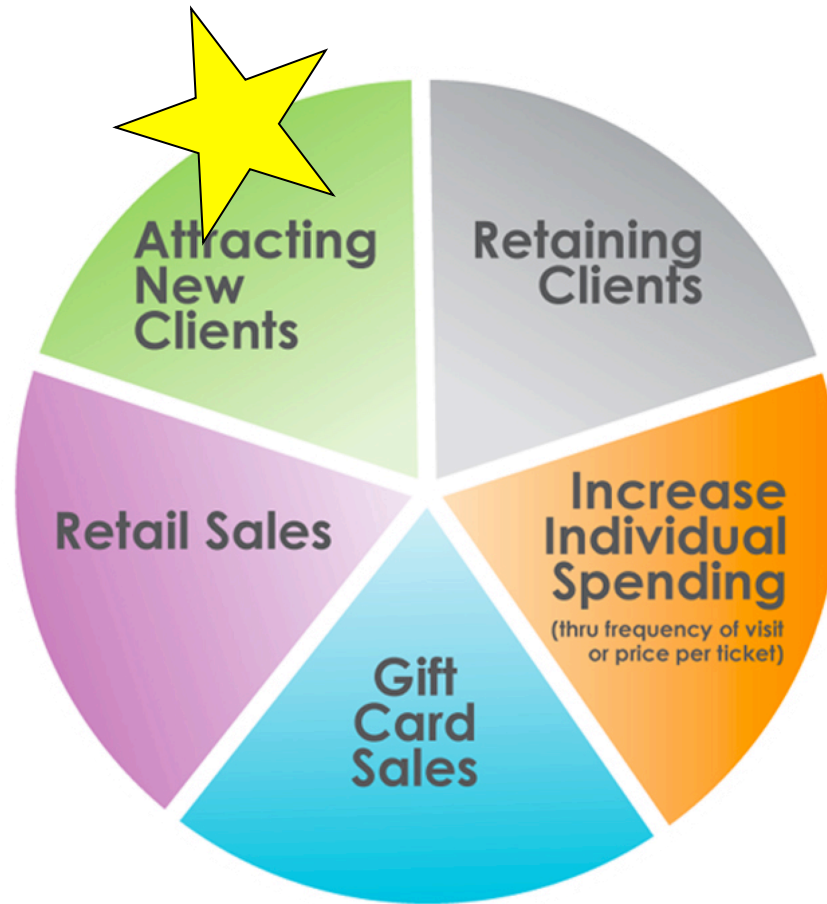 Attracting
New
Clients
Retaining
Clients
Increase
Individual
Spending
(thru frequency of visit
or price per ticket)
Gift
Card
Sales
Retail Sales